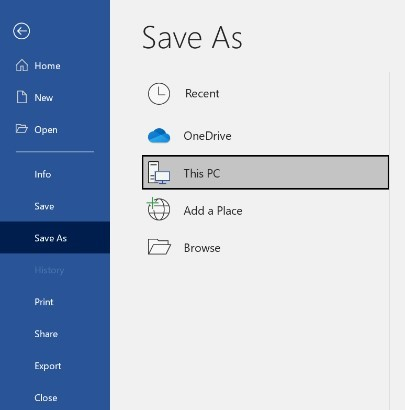 Save As
Home
New
Open
Info
Save
Save As
History
Print
Share
Export
Close
Recent
OneDrive
This PC
Add a Place
Browse